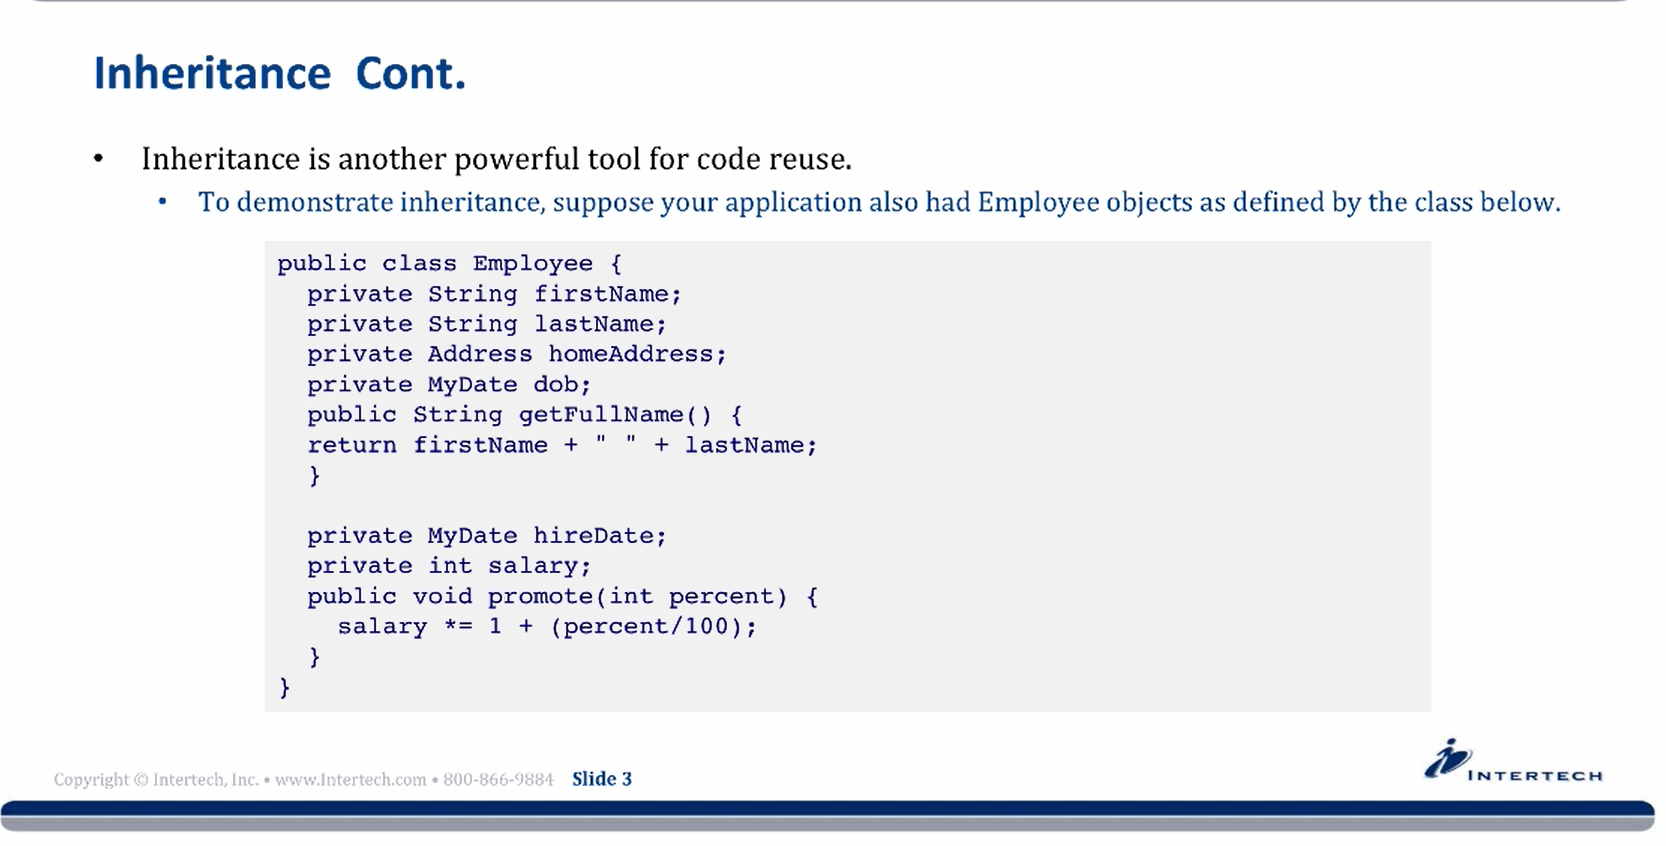 Inheritance Cont.
• Inheritance is another powerful tool for code reuse.
• To demonstrate inheritance, suppose your application also had Employee objects as defined by the class below.
public class Employee {
  private String firstName;
  private String lastName;
  private Address homeAddress;
  private MyDate dob;
  public String getFullName() {
  return firstName + " " + lastName;
  }

  private MyDate hireDate;
  private int salary;
  public void promote(int percent) {
    salary *= 1 + (percent/100);
  }
}
INTERTECH
Copyright © Intertech, Inc. • www.Intertech.com • 800-866-9884 Slide 3